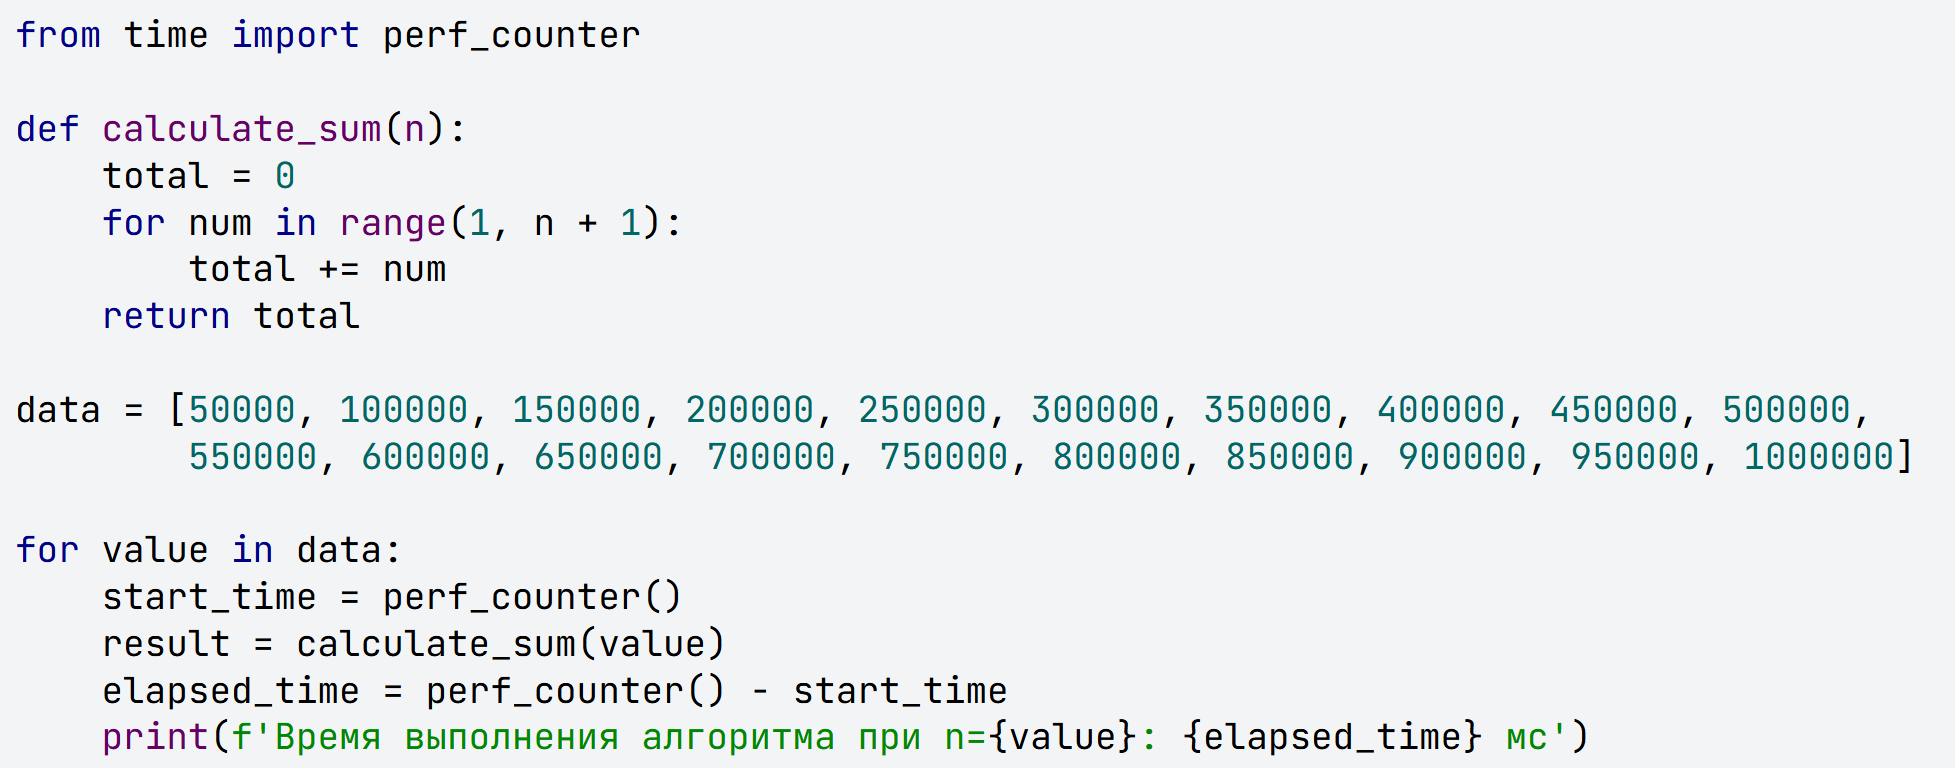 from time import perf_counter
def calculate_sum(n):
    total = 0
    for num in range(1, n + 1):
        total += num
    return total
data = [50000, 100000, 150000, 200000, 250000, 300000, 350000, 400000, 450000, 500000,
        550000, 600000, 650000, 700000, 750000, 800000, 850000, 900000, 950000, 1000000]
for value in data:
    start_time = perf_counter()
    result = calculate_sum(value)
    elapsed_time = perf_counter() - start_time
    print(f'Время выполнения алгоритма при n={value}: {elapsed_time} мс')